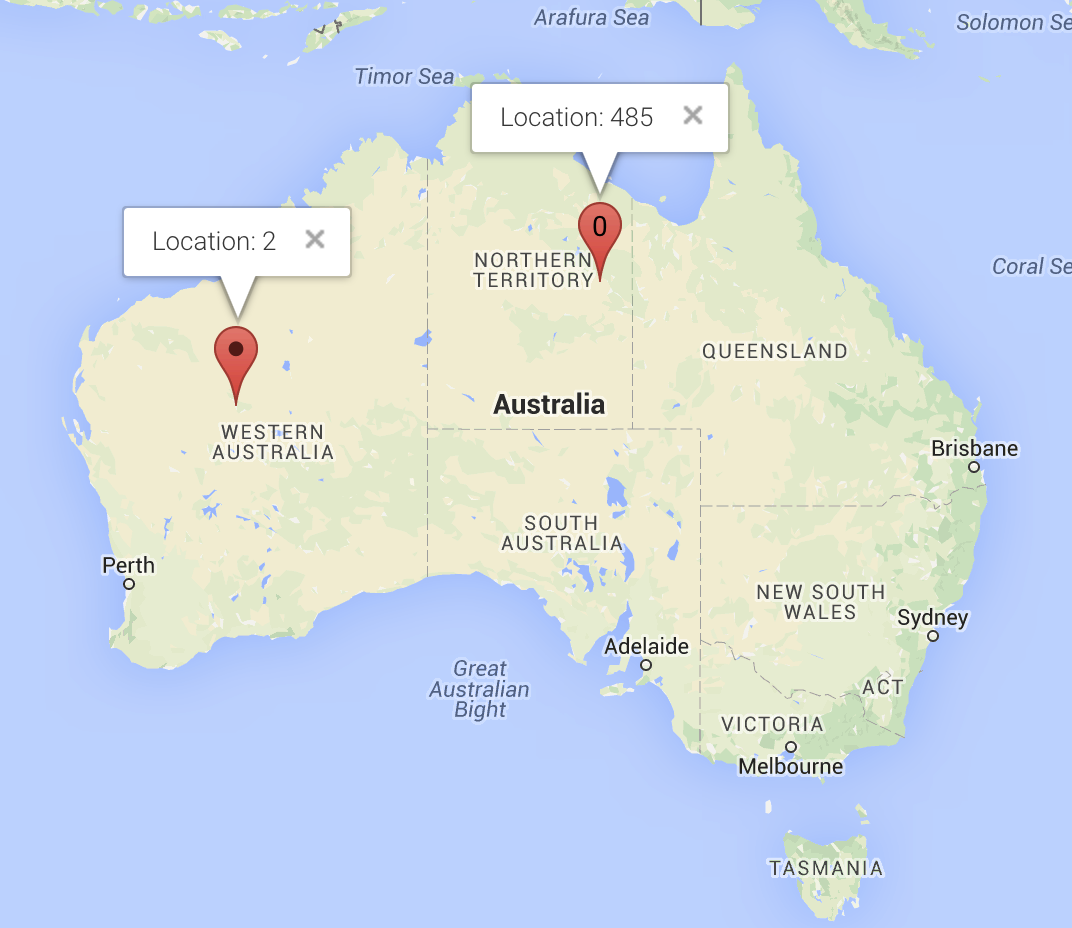 Arafura Sea
Solomon Se
Timor Sea
Location: 485 ×
0
Location: 2 ×
NORTHERN
TERRITORY
Coral Se
QUEENSLAND
Australia
WESTERN
AUSTRALIA
Brisbane
SOUTH
AUSTRALIA
Perth
NEW SOUTH
WALES
Sydney
Adelaide
Great
Australian
Bight
ACT
VICTORIA
Melbourne
TASMANIA